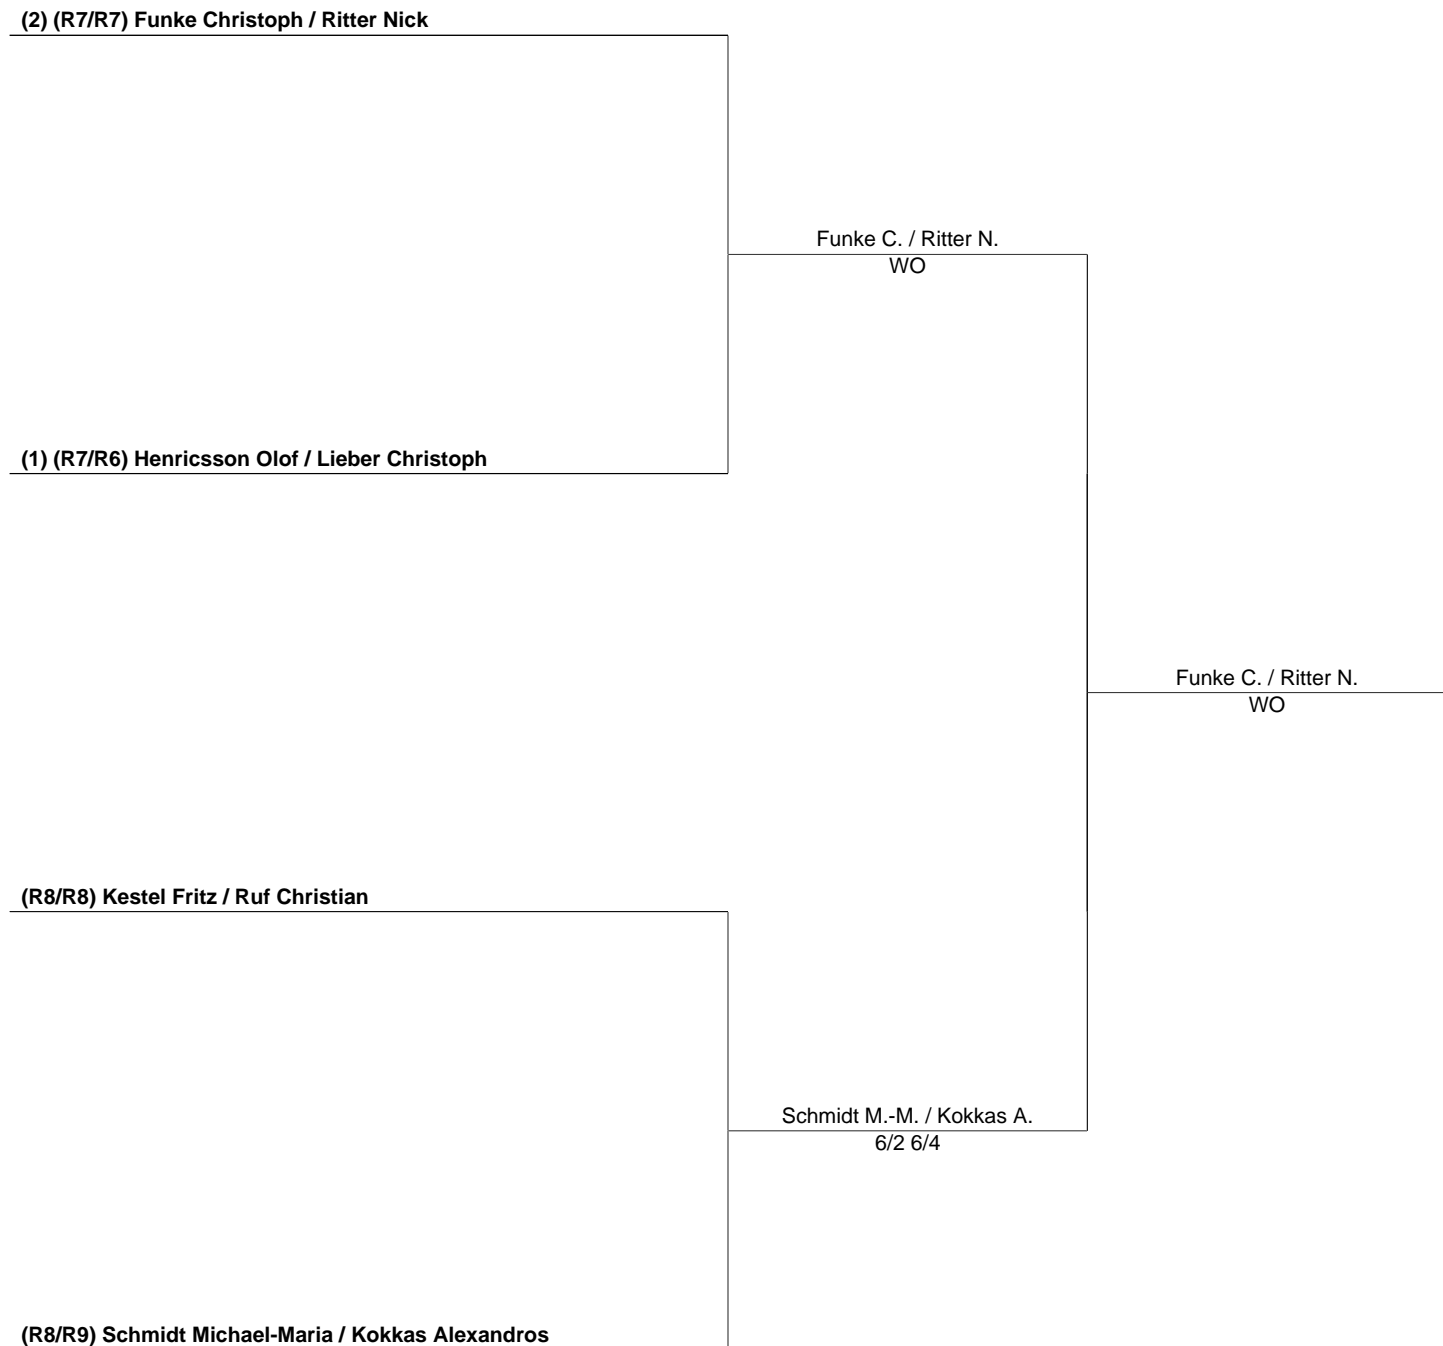 (2) (R7/R7) Funke Christoph / Ritter Nick
Funke C. / Ritter N.
WO
(1) (R7/R6) Henricsson Olof / Lieber Christoph
Funke C. / Ritter N.
WO
(R8/R8) Kestel Fritz / Ruf Christian
Schmidt M.-M. / Kokkas A.
6/2 6/4
(R8/R9) Schmidt Michael-Maria / Kokkas Alexandros